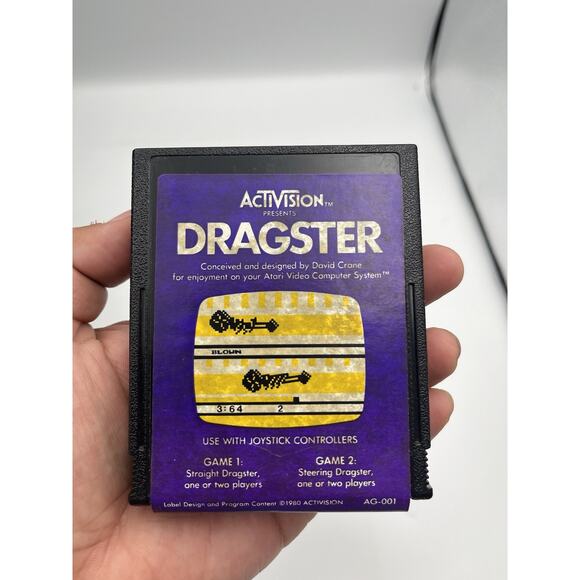 ACTIVISION™
PRESENTS
DRAGSTER
Conceived and designed by David Crane
for enjoyment on your Atari Video Computer System™
BLOWN
3:64 2
USE WITH JOYSTICK CONTROLLERS
GAME 1:
Straight Dragster,
one or two players
GAME 2:
Steering Dragster,
one or two players
Label Design and Program Content ©1980 ACTIVISION AG-001